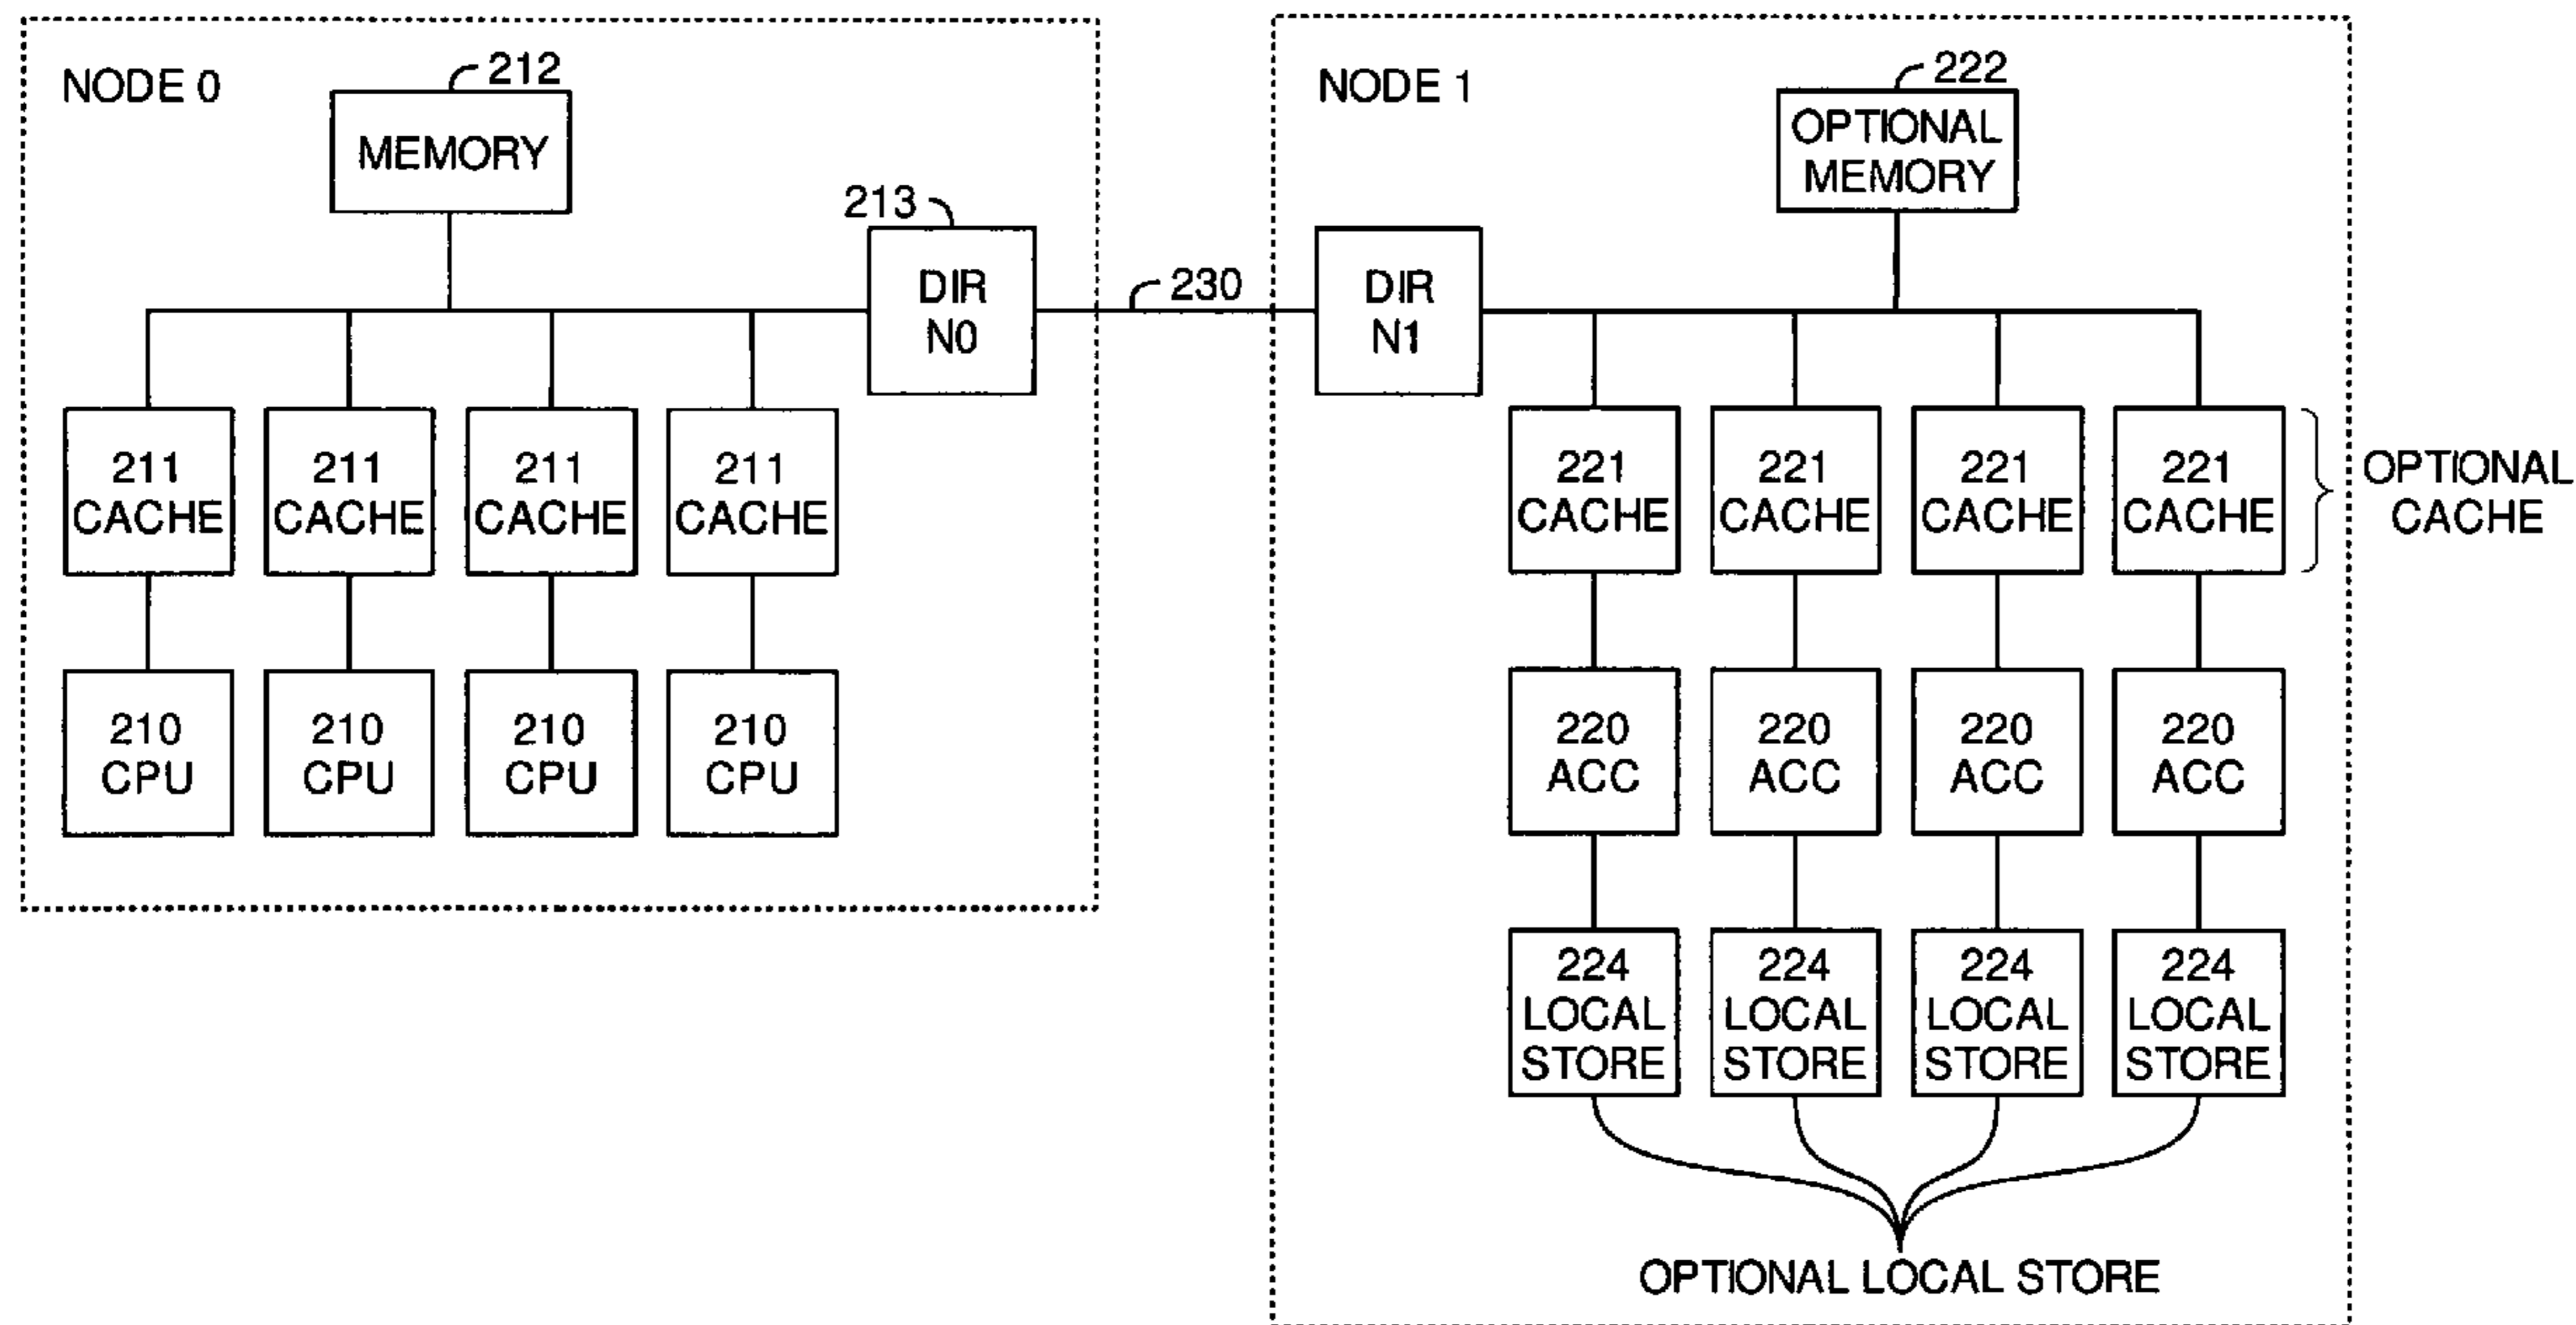 NODE 0
212
MEMORY
213
DIR
N0
230
211
CACHE
211
CACHE
211
CACHE
211
CACHE
210
CPU
210
CPU
210
CPU
210
CPU
NODE 1
222
OPTIONAL
MEMORY
DIR
N1
221
CACHE
221
CACHE
221
CACHE
221
CACHE
OPTIONAL
CACHE
220
ACC
220
ACC
220
ACC
220
ACC
224
LOCAL
STORE
224
LOCAL
STORE
224
LOCAL
STORE
224
LOCAL
STORE
OPTIONAL LOCAL STORE